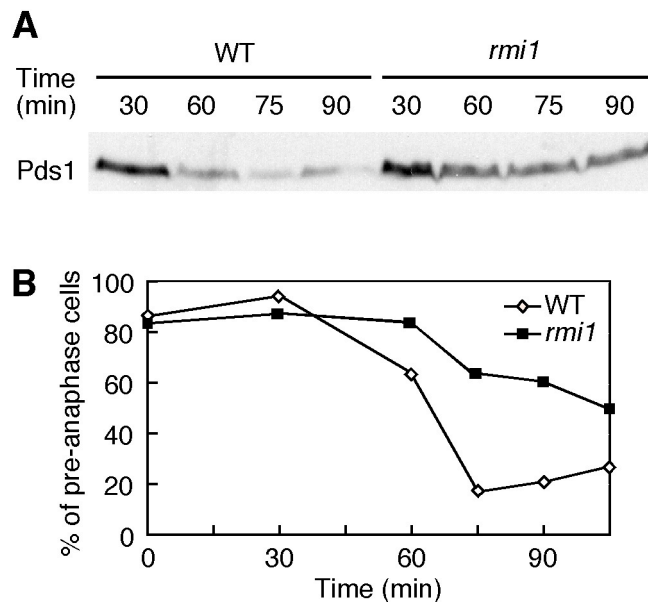 A
WT rmi1
Time
(min) 30 60 75 90 30 60 75 90
Pds1
B
% of pre-anaphase cells
100
80
60
40
20
0
WT
rmi1
0 30 60 90
Time (min)